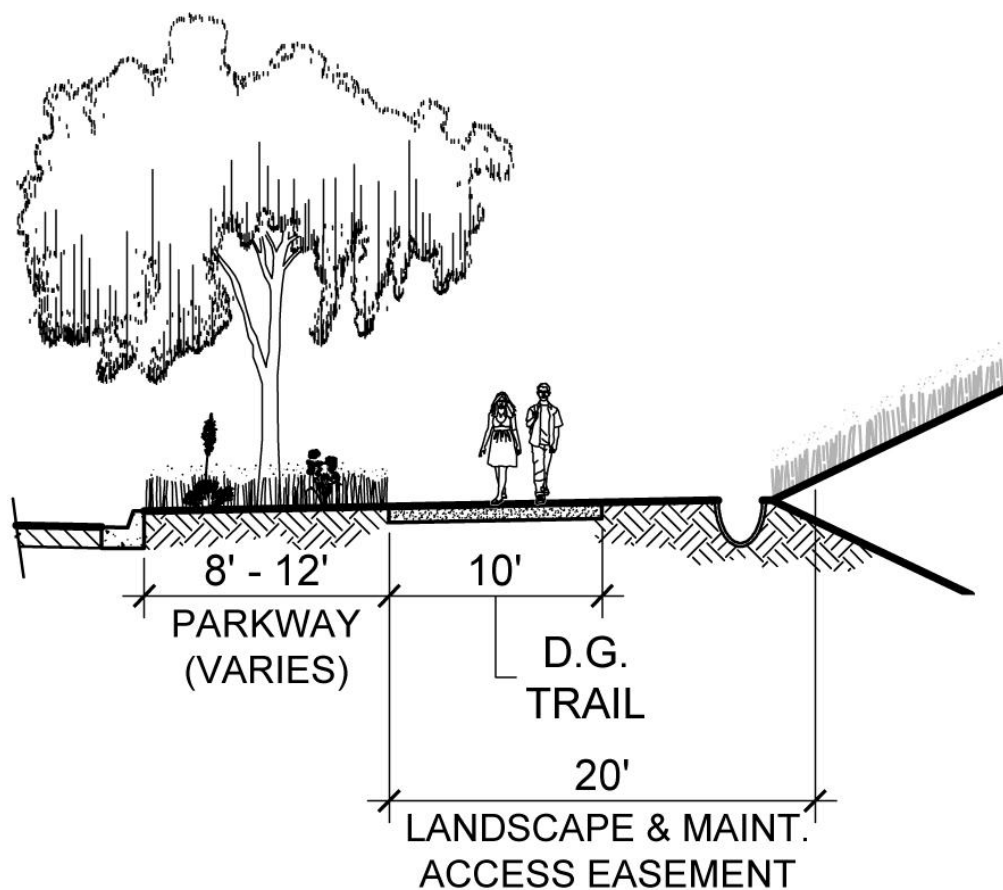 8' - 12'
PARKWAY
(VARIES)
10'
D.G.
TRAIL
20'
LANDSCAPE & MAINT.
ACCESS EASEMENT